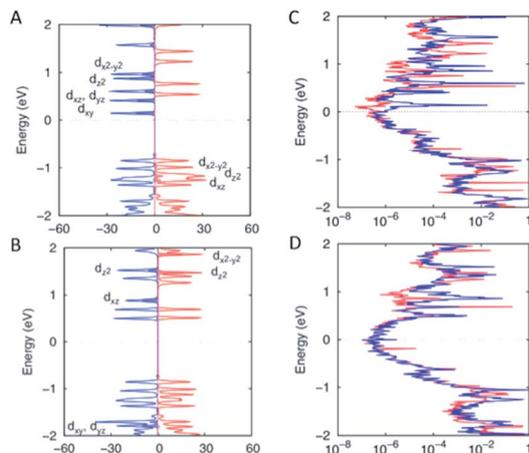 A
2
1
0
-1
-2
Energy (eV)
dx2-y2
dz2
dxz, dyz
dxy
dx2-y2
dz2
dxz
-60
-30
0
30
60
C
2
1
0
-1
-2
Energy (eV)
10-8
10-6
10-4
10-2
100
B
2
1
0
-1
-2
Energy (eV)
dz2
dxz
dxy, dyz
dx2-y2
dz2
-60
-30
0
30
60
D
2
1
0
-1
-2
Energy (eV)
10-8
10-6
10-4
10-2
100